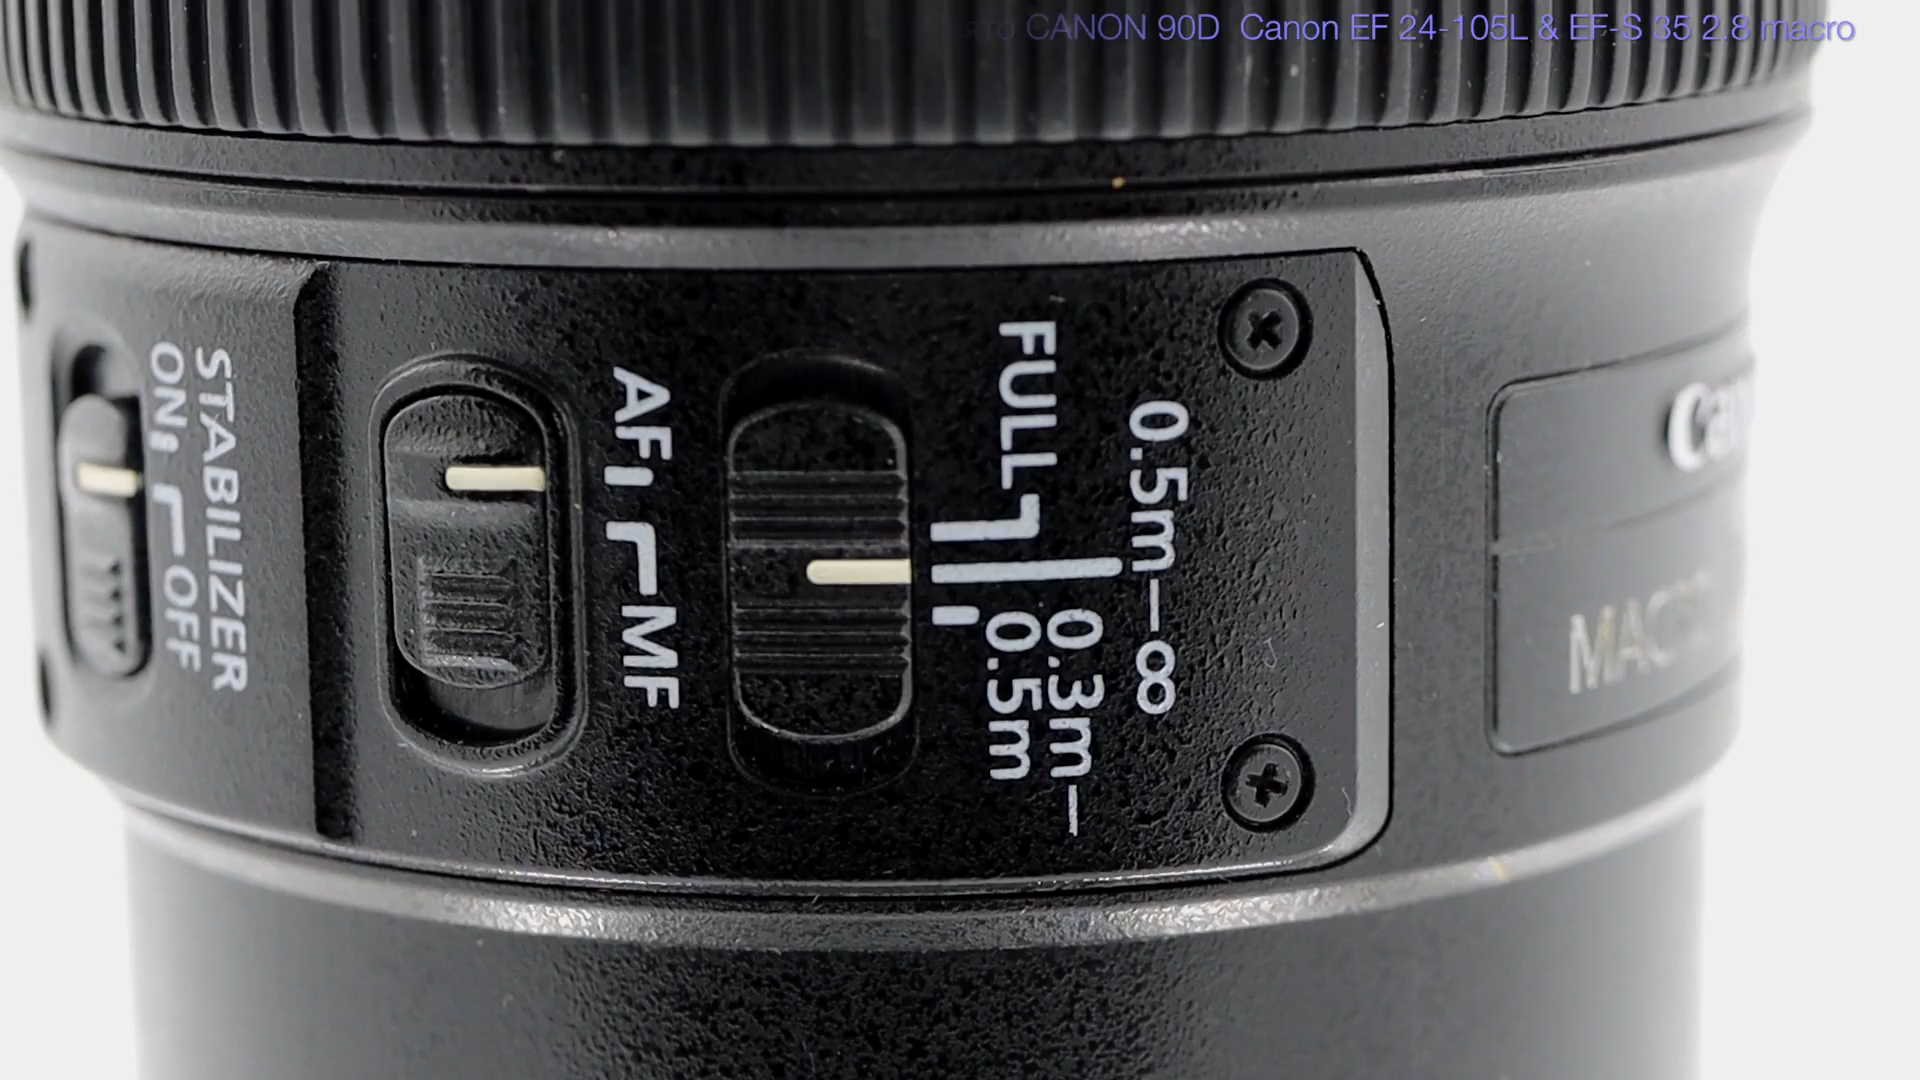 CANON 90D  Canon EF 24-105L & EF-S 35 2.8 macro
STABILIZER
ON OFF
AF MF
FULL
0.5m—∞
0.3m—
0.5m